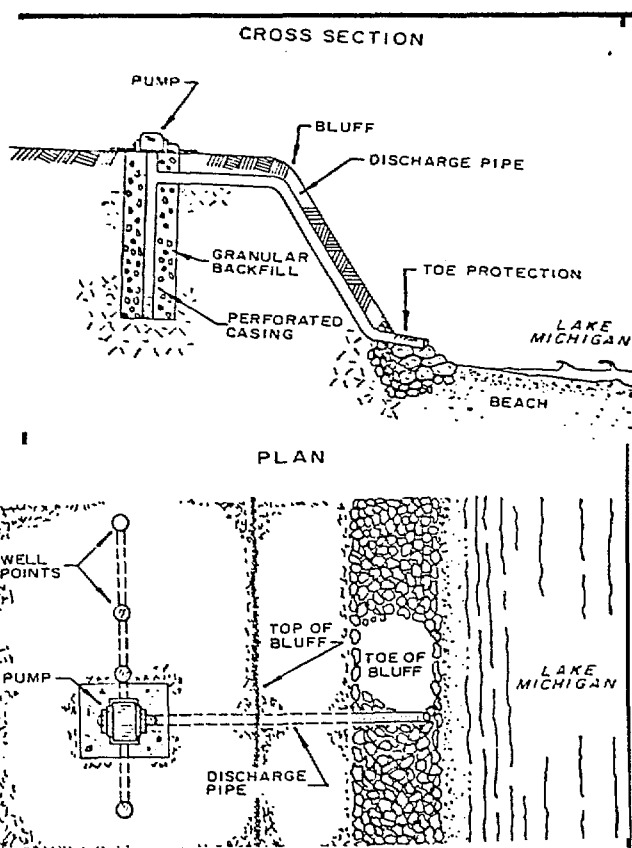 CROSS SECTION
PUMP
BLUFF
DISCHARGE PIPE
GRANULAR
BACKFILL
TOE PROTECTION
PERFORATED
CASING
LAKE
MICHIGAN
BEACH
PLAN
WELL
POINTS
TOP OF
BLUFF
TOE OF
BLUFF
PUMP
LAKE
MICHIGAN
DISCHARGE
PIPE